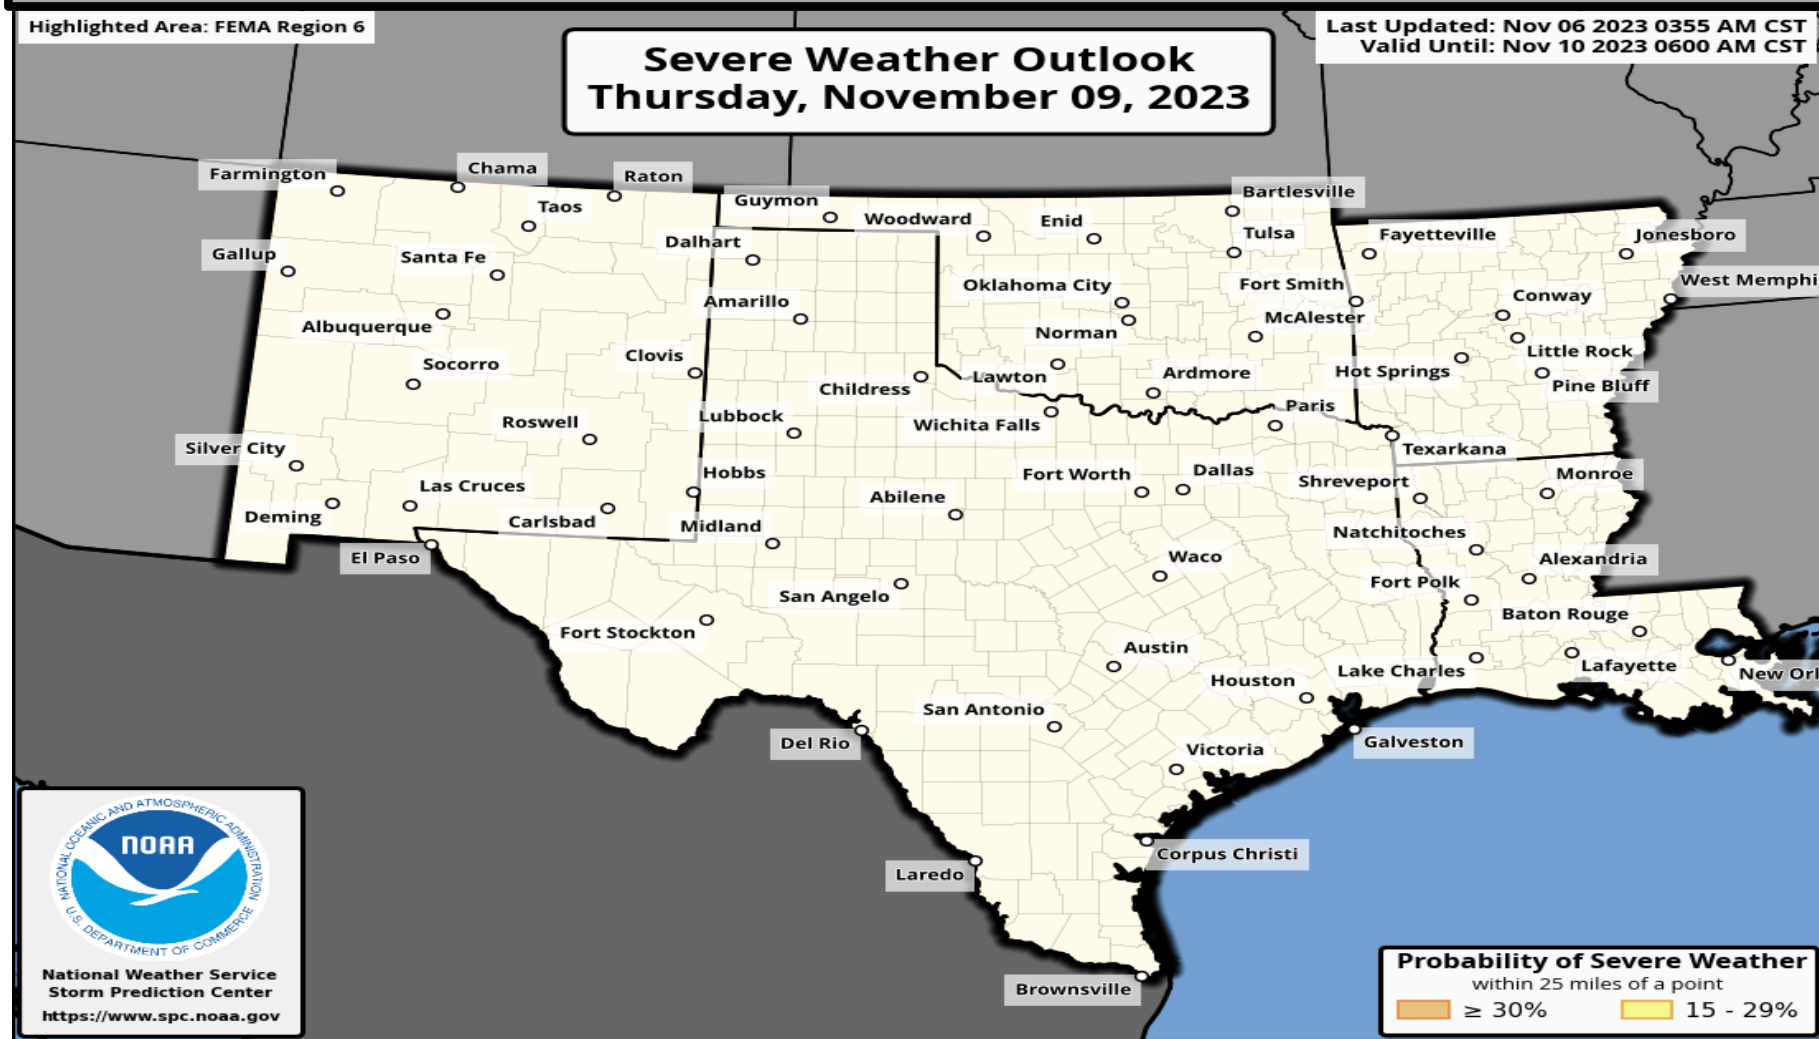 Highlighted Area: FEMA Region 6
Severe Weather Outlook
Thursday, November 09, 2023
Last Updated: Nov 06 2023 0355 AM CST
Valid Until: Nov 10 2023 0600 AM CST
Farmington
Chama
Raton
Taos
Guymon
Woodward
Enid
Bartlesville
Gallup
Santa Fe
Dalhart
Tulsa
Fayetteville
Jonesboro
Albuquerque
Amarillo
Oklahoma City
Fort Smith
Conway
West Memphi
Norman
McAlester
Socorro
Clovis
Childress
Lawton
Ardmore
Hot Springs
Little Rock
Pine Bluff
Roswell
Lubbock
Wichita Falls
Paris
Silver City
Texarkana
Las Cruces
Hobbs
Abilene
Fort Worth
Dallas
Shreveport
Monroe
Deming
Carlsbad
Midland
Natchitoches
El Paso
San Angelo
Waco
Alexandria
Fort Polk
Fort Stockton
Austin
Baton Rouge
Houston
Lake Charles
Lafayette
New Orl
San Antonio
Del Rio
Victoria
Galveston
Laredo
Corpus Christi
Brownsville
NATIONAL OCEANIC AND ATMOSPHERIC ADMINISTRATION
NOAA
U.S. DEPARTMENT OF COMMERCE
National Weather Service
Storm Prediction Center
https://www.spc.noaa.gov
Probability of Severe Weather
within 25 miles of a point
≥ 30%
15 - 29%